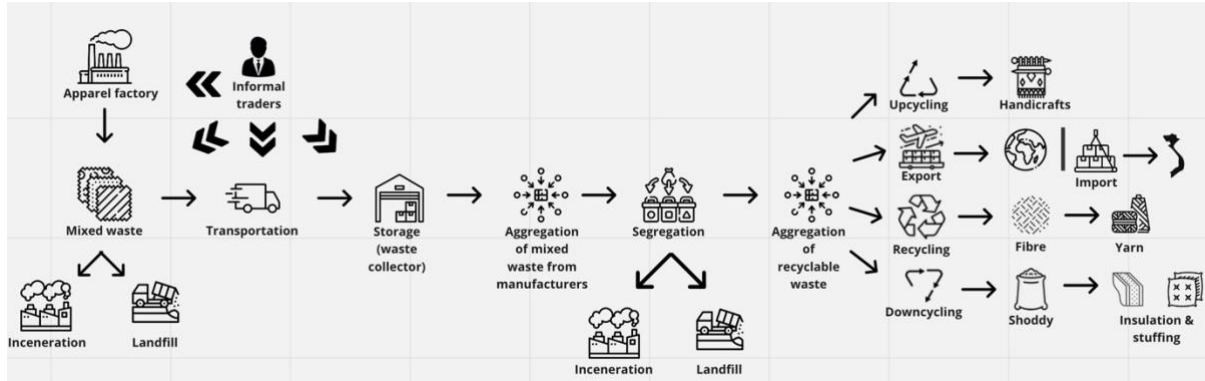 Apparel factory
Informal
traders
Mixed waste
Transportation
Storage
(waste
collector)
Aggregation
of mixed
waste from
manufacturers
Segregation
Aggregation
of
recyclable
waste
Upcycling
Handicrafts
Export
Import
Recycling
Fibre
Yarn
Downcycling
Shoddy
Insulation &
stuffing
Inceneration
Landfill
Inceneration
Landfill